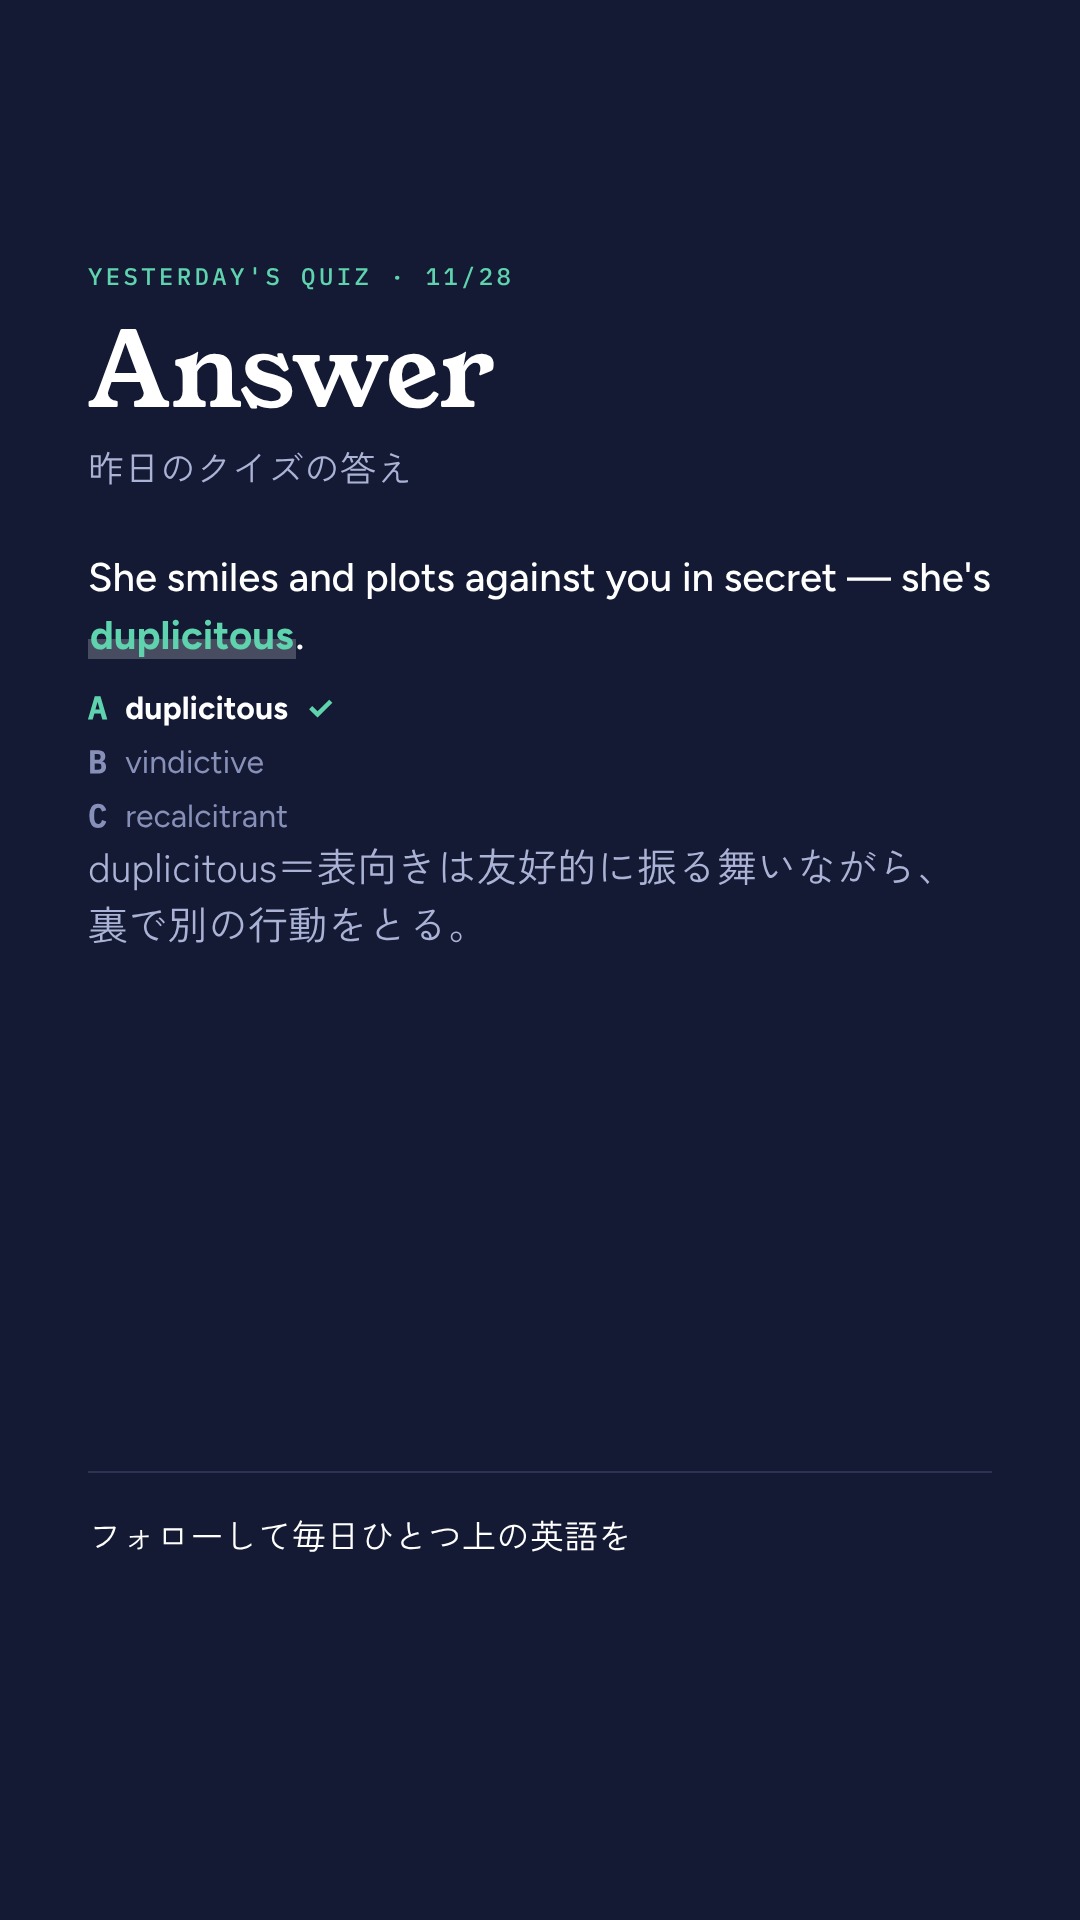 YESTERDAY'S QUIZ · 11/28
Answer
昨日のクイズの答え
She smiles and plots against you in secret — she's
duplicitous.
A duplicitous ✓
B vindictive
C recalcitrant
duplicitous＝表向きは友好的に振る舞いながら、
裏で別の行動をとる。
フォローして毎日ひとつ上の英語を